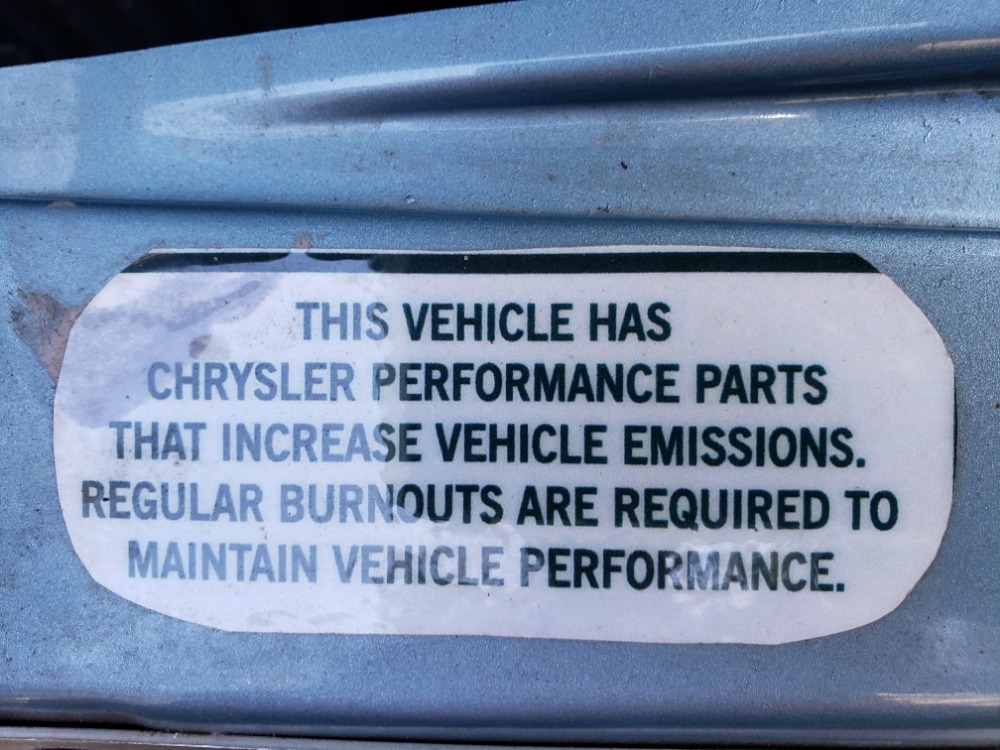 THIS VEHICLE HAS
CHRYSLER PERFORMANCE PARTS
THAT INCREASE VEHICLE EMISSIONS.
REGULAR BURNOUTS ARE REQUIRED TO
MAINTAIN VEHICLE PERFORMANCE.